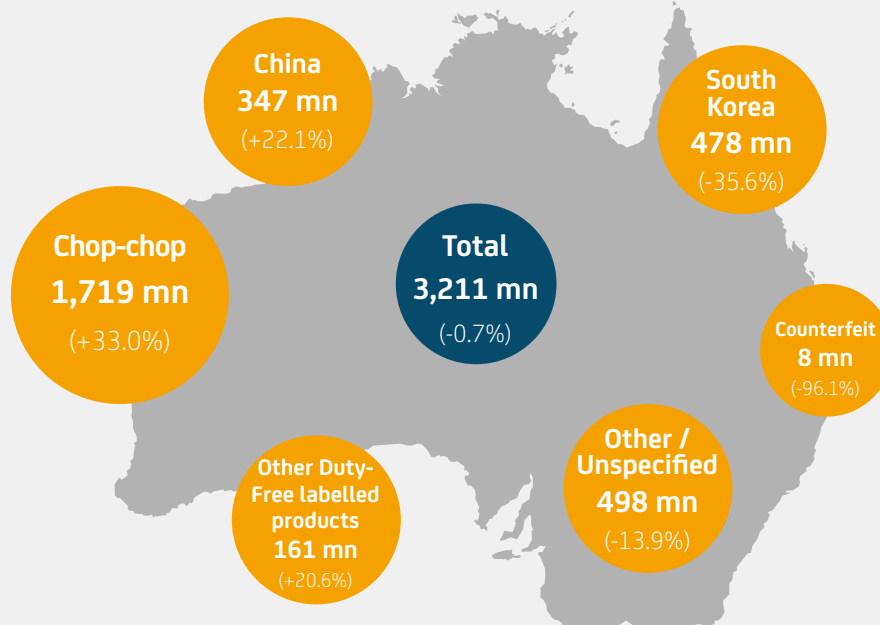 China
347 mn
(+22.1%)
South
Korea
478 mn
(-35.6%)
Chop-chop
1,719 mn
(+33.0%)
Total
3,211 mn
(-0.7%)
Counterfeit
8 mn
(-96.1%)
Other Duty-
Free labelled
products
161 mn
(+20.6%)
Other /
Unspecified
498 mn
(-13.9%)